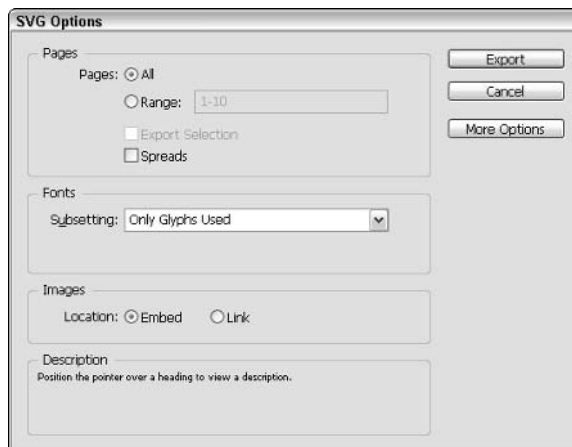 SVG Options
Pages
Pages: All
Range: 1-10
Export Selection
Spreads
Fonts
Subsetting: Only Glyphs Used
Images
Location: Embed Link
Description
Position the pointer over a heading to view a description.
Export
Cancel
More Options